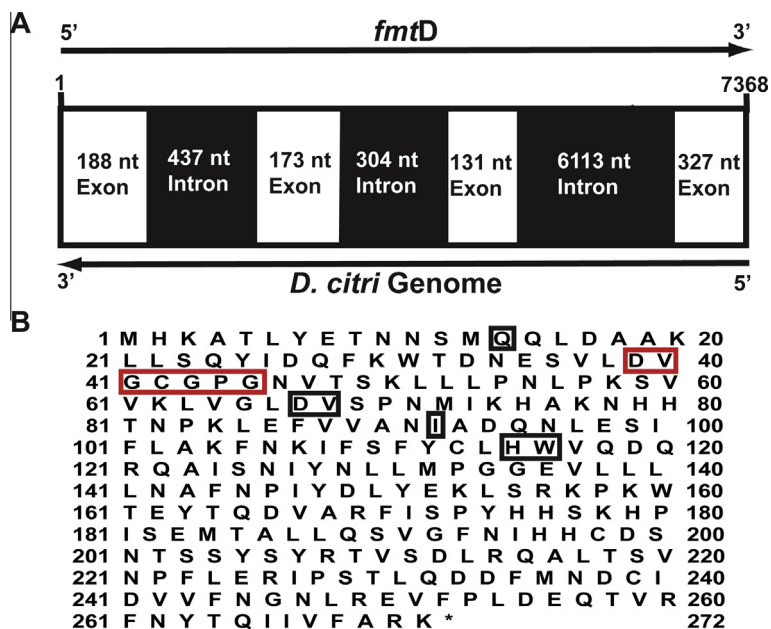 A
5’ fmtD 3’
1 7368
188 nt Exon 437 nt Intron 173 nt Exon 304 nt Intron 131 nt Exon 6113 nt Intron 327 nt Exon
3’ D. citri Genome 5’
B
1 M H K A T L Y E T N N S M Q Q L D A A K 20
21 L L S Q Y I D Q F K W T D N E S V L D V 40
41 G C G P G N V T S K L L L P N L P K S V 60
61 V K L V G L D V S P N M I K H A K N H H 80
81 T N P K L E F V V A N I A D Q N L E S I 100
101 F L A K F N K I F S F Y C L H W V Q D Q 120
121 R Q A I S N I Y N L L M P G G E V L L L 140
141 L N A F N P I Y D L Y E K L S R K P K W 160
161 T E Y T Q D V A R F I S P Y H H S K H P 180
181 I S E M T A L L Q S V G F N I H H C D S 200
201 N T S S Y S Y R T V S D L R Q A L T S V 220
221 N P F L E R I P S T L Q D D F M N D C I 240
241 D V V F N G N L R E V F P L D E Q T V R 260
261 F N Y T Q I I V F A R K * 272